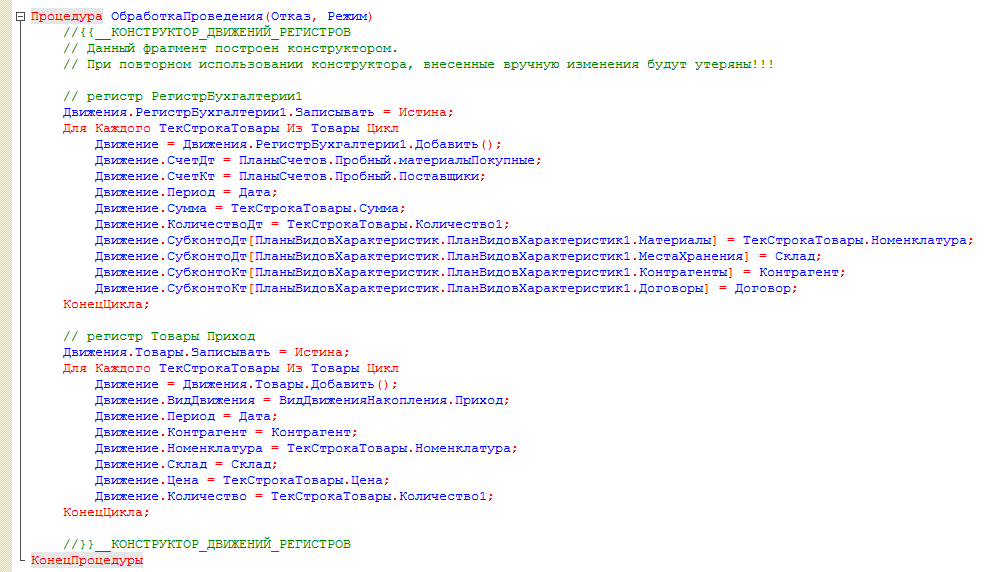 Процедура ОбработкаПроведения(Отказ, Режим)
//{{__КОНСТРУКТОР_ДВИЖЕНИЙ_РЕГИСТРОВ
// Данный фрагмент построен конструктором.
// При повторном использовании конструктора, внесенные вручную изменения будут утеряны!!!
// регистр РегистрБухгалтерии1
Движения.РегистрБухгалтерии1.Записывать = Истина;
Для Каждого ТекСтрокаТовары Из Товары Цикл
Движение = Движения.РегистрБухгалтерии1.Добавить();
Движение.СчетДт = ПланыСчетов.Пробный.материалыПокупные;
Движение.СчетКт = ПланыСчетов.Пробный.Поставщики;
Движение.Период = Дата;
Движение.Сумма = ТекСтрокаТовары.Сумма;
Движение.КоличествоДт = ТекСтрокаТовары.Количество1;
Движение.СубконтоДт[ПланыВидовХарактеристик.ПланВидовХарактеристик1.Материалы] = ТекСтрокаТовары.Номенклатура;
Движение.СубконтоДт[ПланыВидовХарактеристик.ПланВидовХарактеристик1.МестаХранения] = Склад;
Движение.СубконтоКт[ПланыВидовХарактеристик.ПланВидовХарактеристик1.Контрагенты] = Контрагент;
Движение.СубконтоКт[ПланыВидовХарактеристик.ПланВидовХарактеристик1.Договоры] = Договор;
КонецЦикла;
// регистр Товары Приход
Движения.Товары.Записывать = Истина;
Для Каждого ТекСтрокаТовары Из Товары Цикл
Движение = Движения.Товары.Добавить();
Движение.ВидДвижения = ВидДвиженияНакопления.Приход;
Движение.Период = Дата;
Движение.Контрагент = Контрагент;
Движение.Номенклатура = ТекСтрокаТовары.Номенклатура;
Движение.Склад = Склад;
Движение.Цена = ТекСтрокаТовары.Цена;
Движение.Количество = ТекСтрокаТовары.Количество1;
КонецЦикла;
//}}__КОНСТРУКТОР_ДВИЖЕНИЙ_РЕГИСТРОВ
КонецПроцедуры